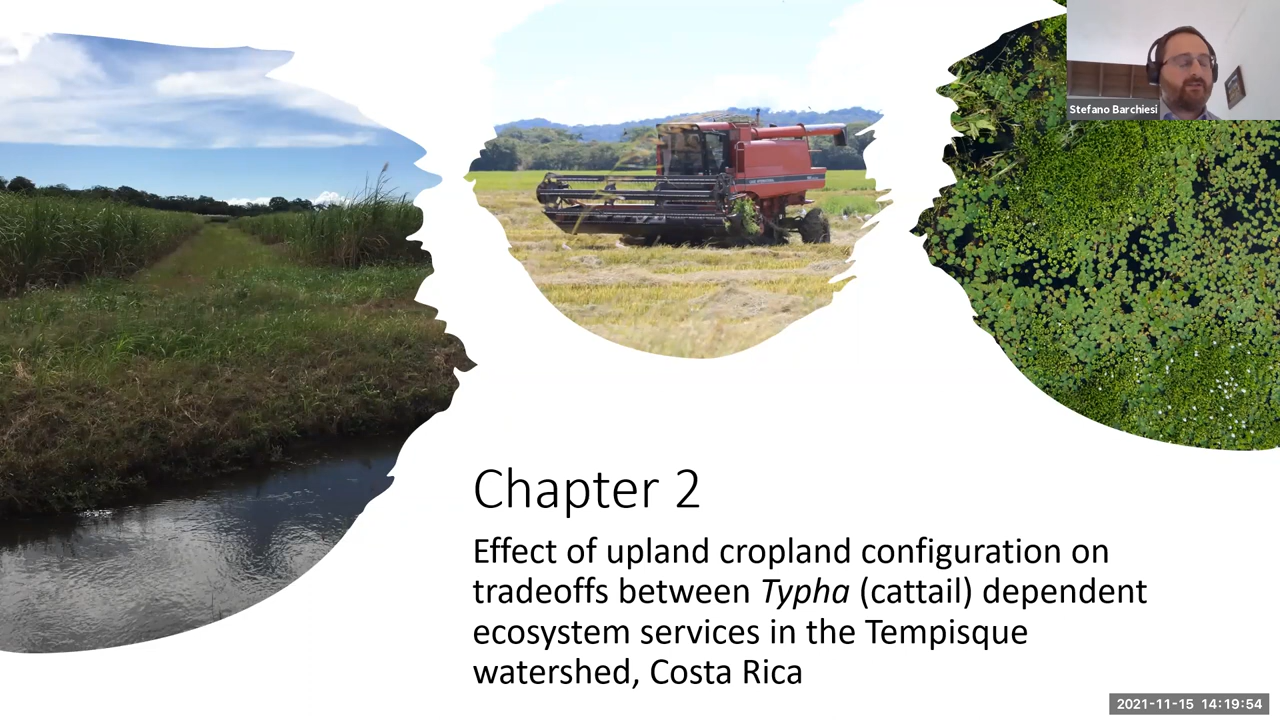 Stefano Barchiesi
Chapter 2
Effect of upland cropland configuration on
tradeoffs between Typha (cattail) dependent
ecosystem services in the Tempisque
watershed, Costa Rica
2021-11-15 14:19:54